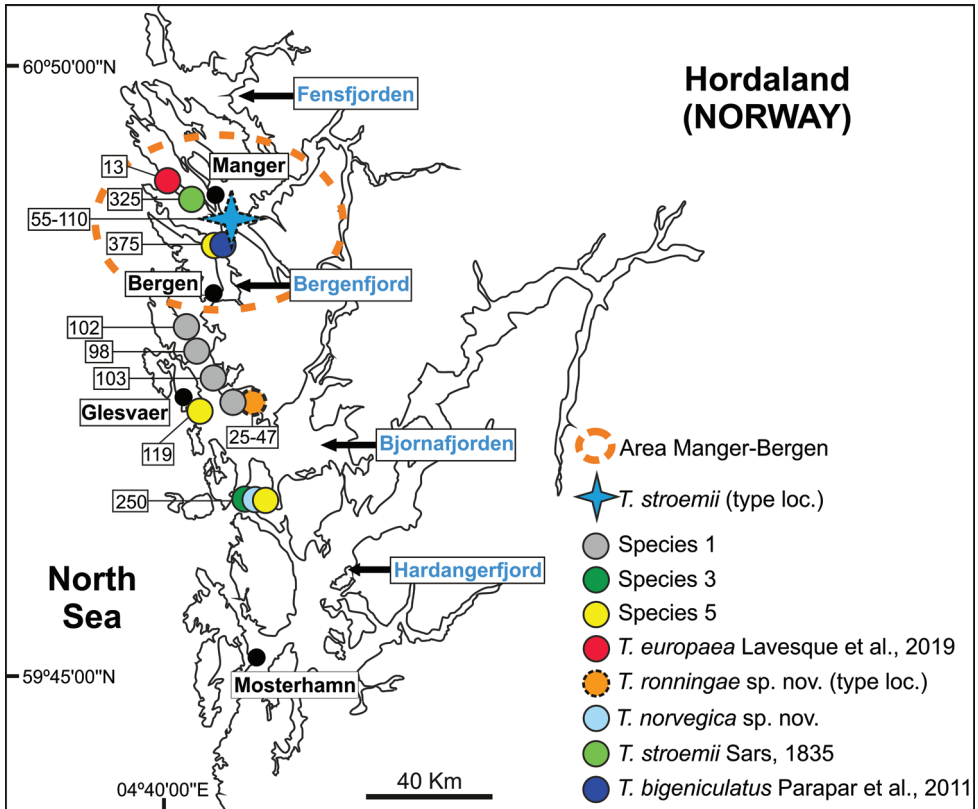 60º50'00"N
Hordaland
(NORWAY)
Fensfjorden
Manger
13
325
55-110
375
Bergen
Bergenfjord
102
98
103
Glesvaer
25-47
119
Bjornafjorden
Area Manger-Bergen
250
T. stroemii (type loc.)
Species 1
Hardangerfjord
Species 3
North
Sea
Species 5
T. europaea Lavesque et al., 2019
59º45'00"N
Mosterhamn
T. ronningae sp. nov. (type loc.)
T. norvegica sp. nov.
T. stroemii Sars, 1835
04º40'00"E
40 Km
T. bigeniculatus Parapar et al., 2011